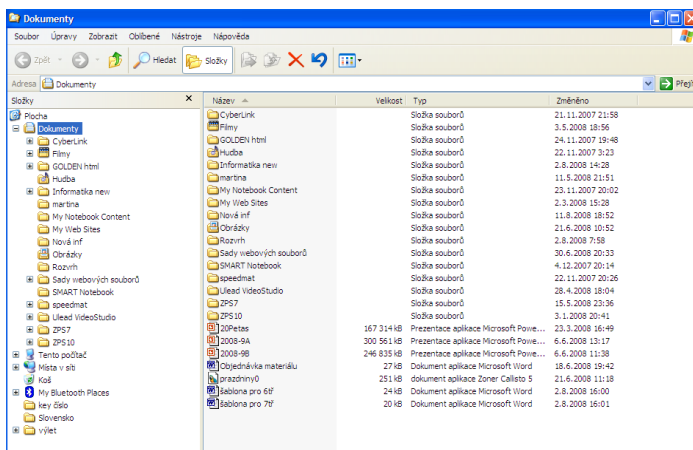 Dokumenty
Soubor Úpravy Zobrazit Oblíbené Nástroje Nápověda
Zpět Hledat Složky
Adresa Dokumenty Přejít
Složky x Název Velikost Typ Změněno
Plocha
Dokumenty
CyberLink
Filmy
GOLDEN html
Hudba
Informatika new
martina
My Notebook Content
My Web Sites
Nová inf
Obrázky
Rozvrh
Sady webových souborů
SMART Notebook
speedmat
Ulead VideoStudio
ZPS7
ZPS10
Tento počítač
Místa v síti
Koš
My Bluetooth Places
key číslo
Slovensko
výlet
CyberLink Složka souborů 21.11.2007 21:58
Filmy Složka souborů 3.5.2008 18:56
GOLDEN html Složka souborů 24.11.2007 19:48
Hudba Složka souborů 22.11.2007 3:23
Informatika new Složka souborů 2.8.2008 14:28
martina Složka souborů 11.5.2008 21:51
My Notebook Content Složka souborů 23.11.2007 20:02
My Web Sites Složka souborů 2.3.2008 15:28
Nová inf Složka souborů 11.8.2008 18:52
Obrázky Složka souborů 21.6.2008 10:52
Rozvrh Složka souborů 2.8.2008 7:58
Sady webových souborů Složka souborů 30.6.2008 20:33
SMART Notebook Složka souborů 4.12.2007 20:14
speedmat Složka souborů 22.11.2007 20:26
Ulead VideoStudio Složka souborů 28.4.2008 18:04
ZPS7 Složka souborů 15.5.2008 23:36
ZPS10 Složka souborů 3.1.2008 20:41
20Petas 167 314 kB Prezentace aplikace Microsoft Powe... 23.3.2008 16:49
2008-9A 300 561 kB Prezentace aplikace Microsoft Powe... 6.6.2008 13:17
2008-9B 246 835 kB Prezentace aplikace Microsoft Powe... 6.6.2008 11:38
Objednávka materiálu 27 kB Dokument aplikace Microsoft Word 18.6.2008 19:42
prazdniny0 251 kB dokument aplikace Zoner Callisto 5 21.6.2008 11:18
šablona pro 6tř 24 kB Dokument aplikace Microsoft Word 2.8.2008 16:00
šablona pro 7tř 20 kB Dokument aplikace Microsoft Word 2.8.2008 16:01